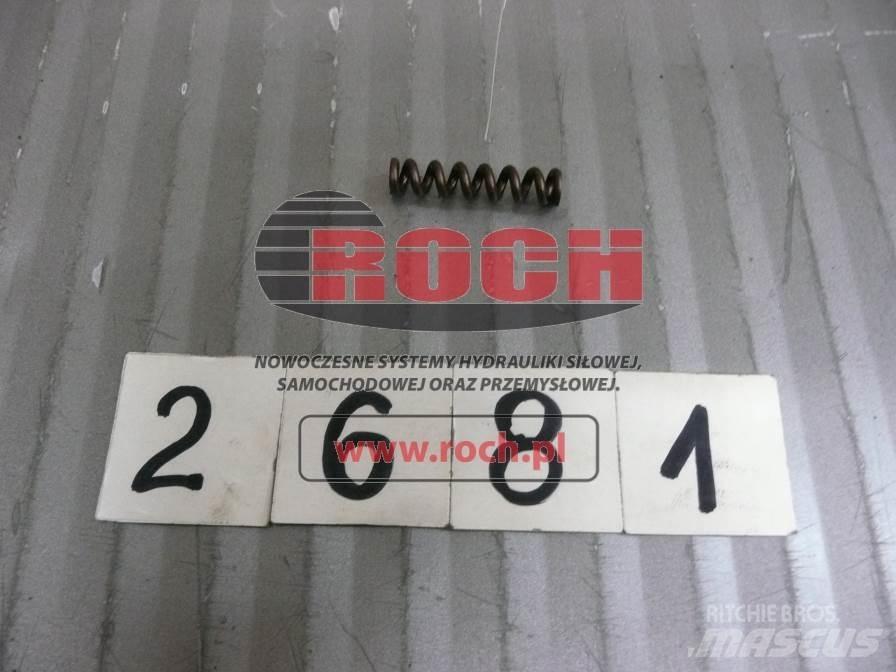 ROCH
NOWOCZESNE SYSTEMY HYDRAULIKI SIŁOWEJ,
SAMOCHODOWEJ ORAZ PRZEMYSŁOWEJ.
2 6 8 1
www.roch.pl
RITCHIE BROS.
MASCUS